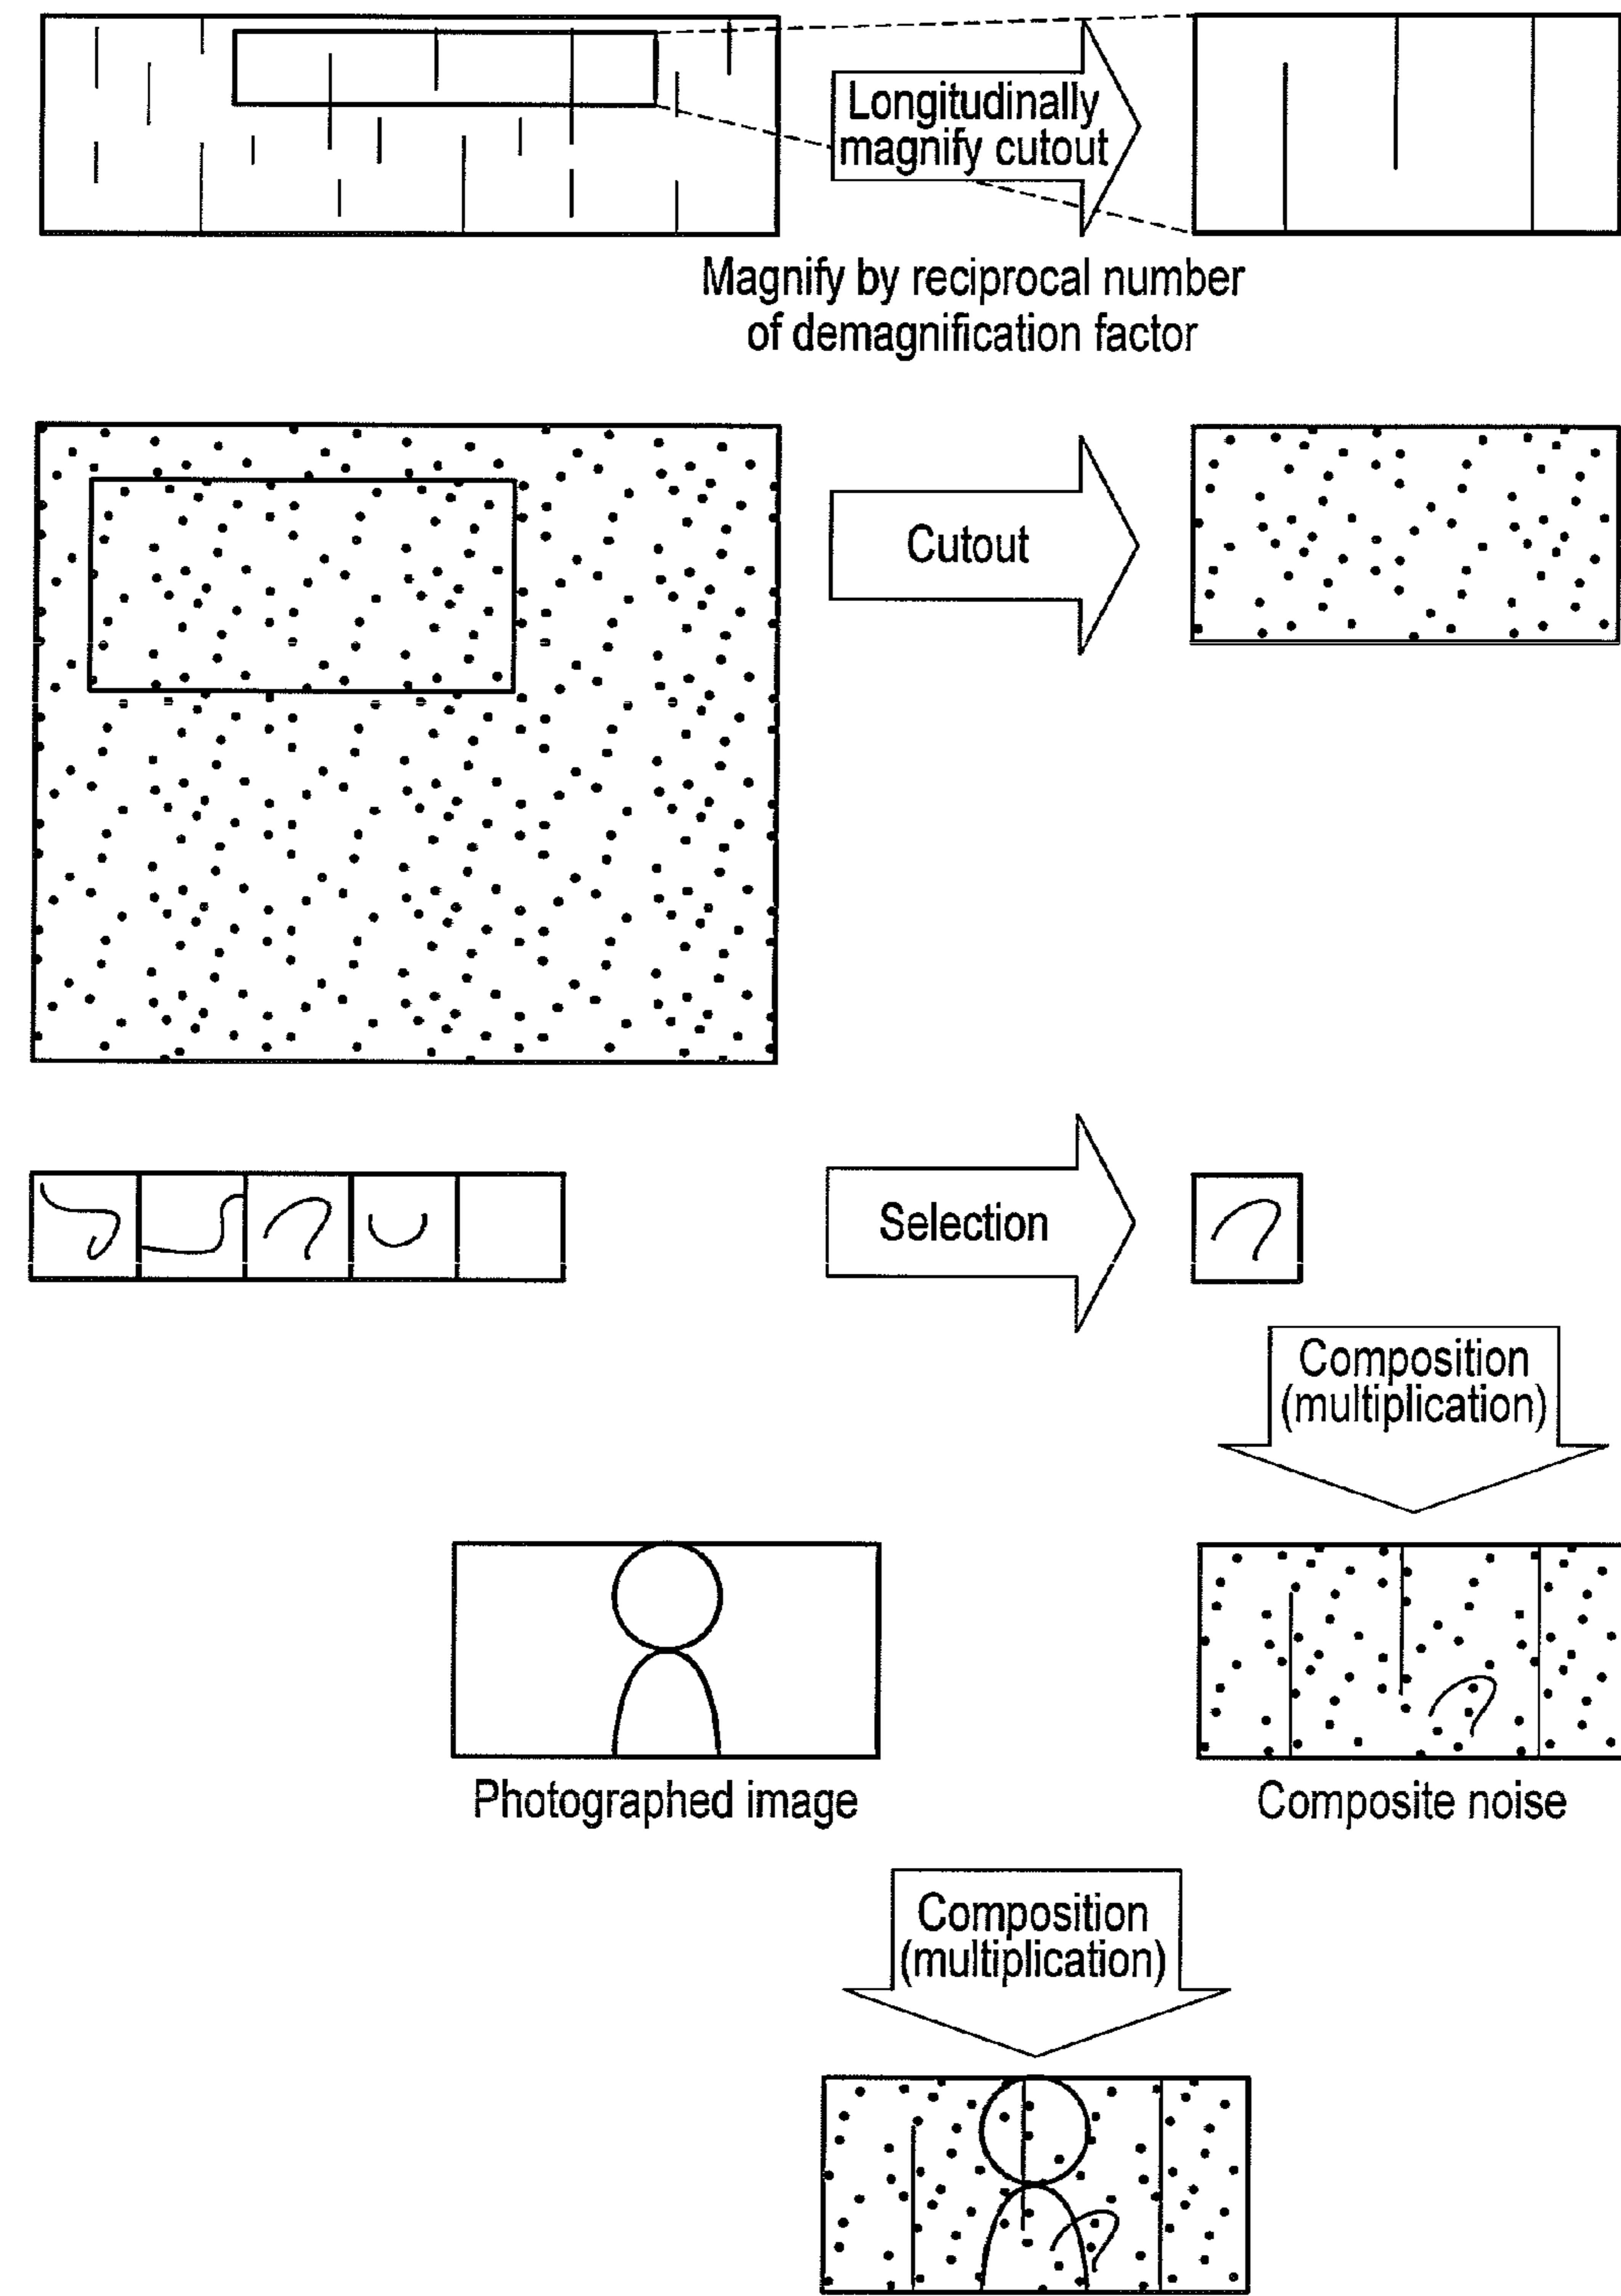 Longitudinally
magnify cutout
Magnify by reciprocal number
of demagnification factor
Cutout
Selection
Composition
(multiplication)
Photographed image
Composite noise
Composition
(multiplication)